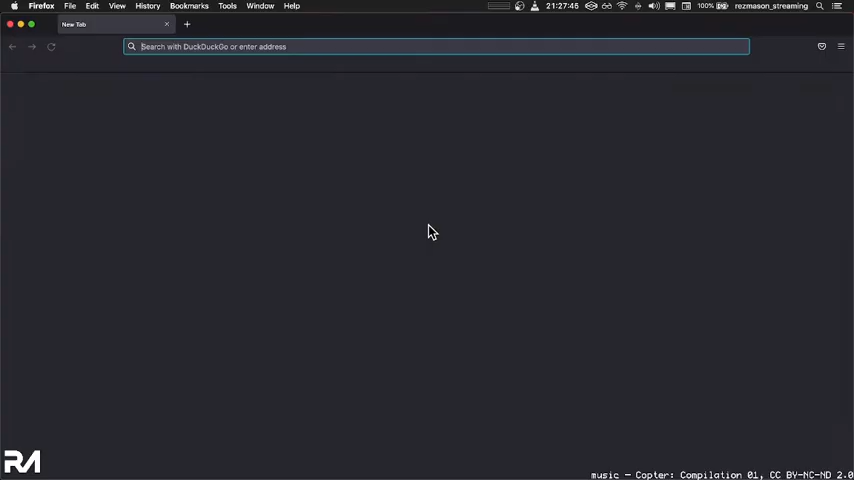 Firefox File Edit View History Bookmarks Tools Window Help 21:27:45 100% rezmason_streaming
New Tab
Search with DuckDuckGo or enter address
RM
music – Copter: Compilation 01, CC BY-NC-ND 2.0